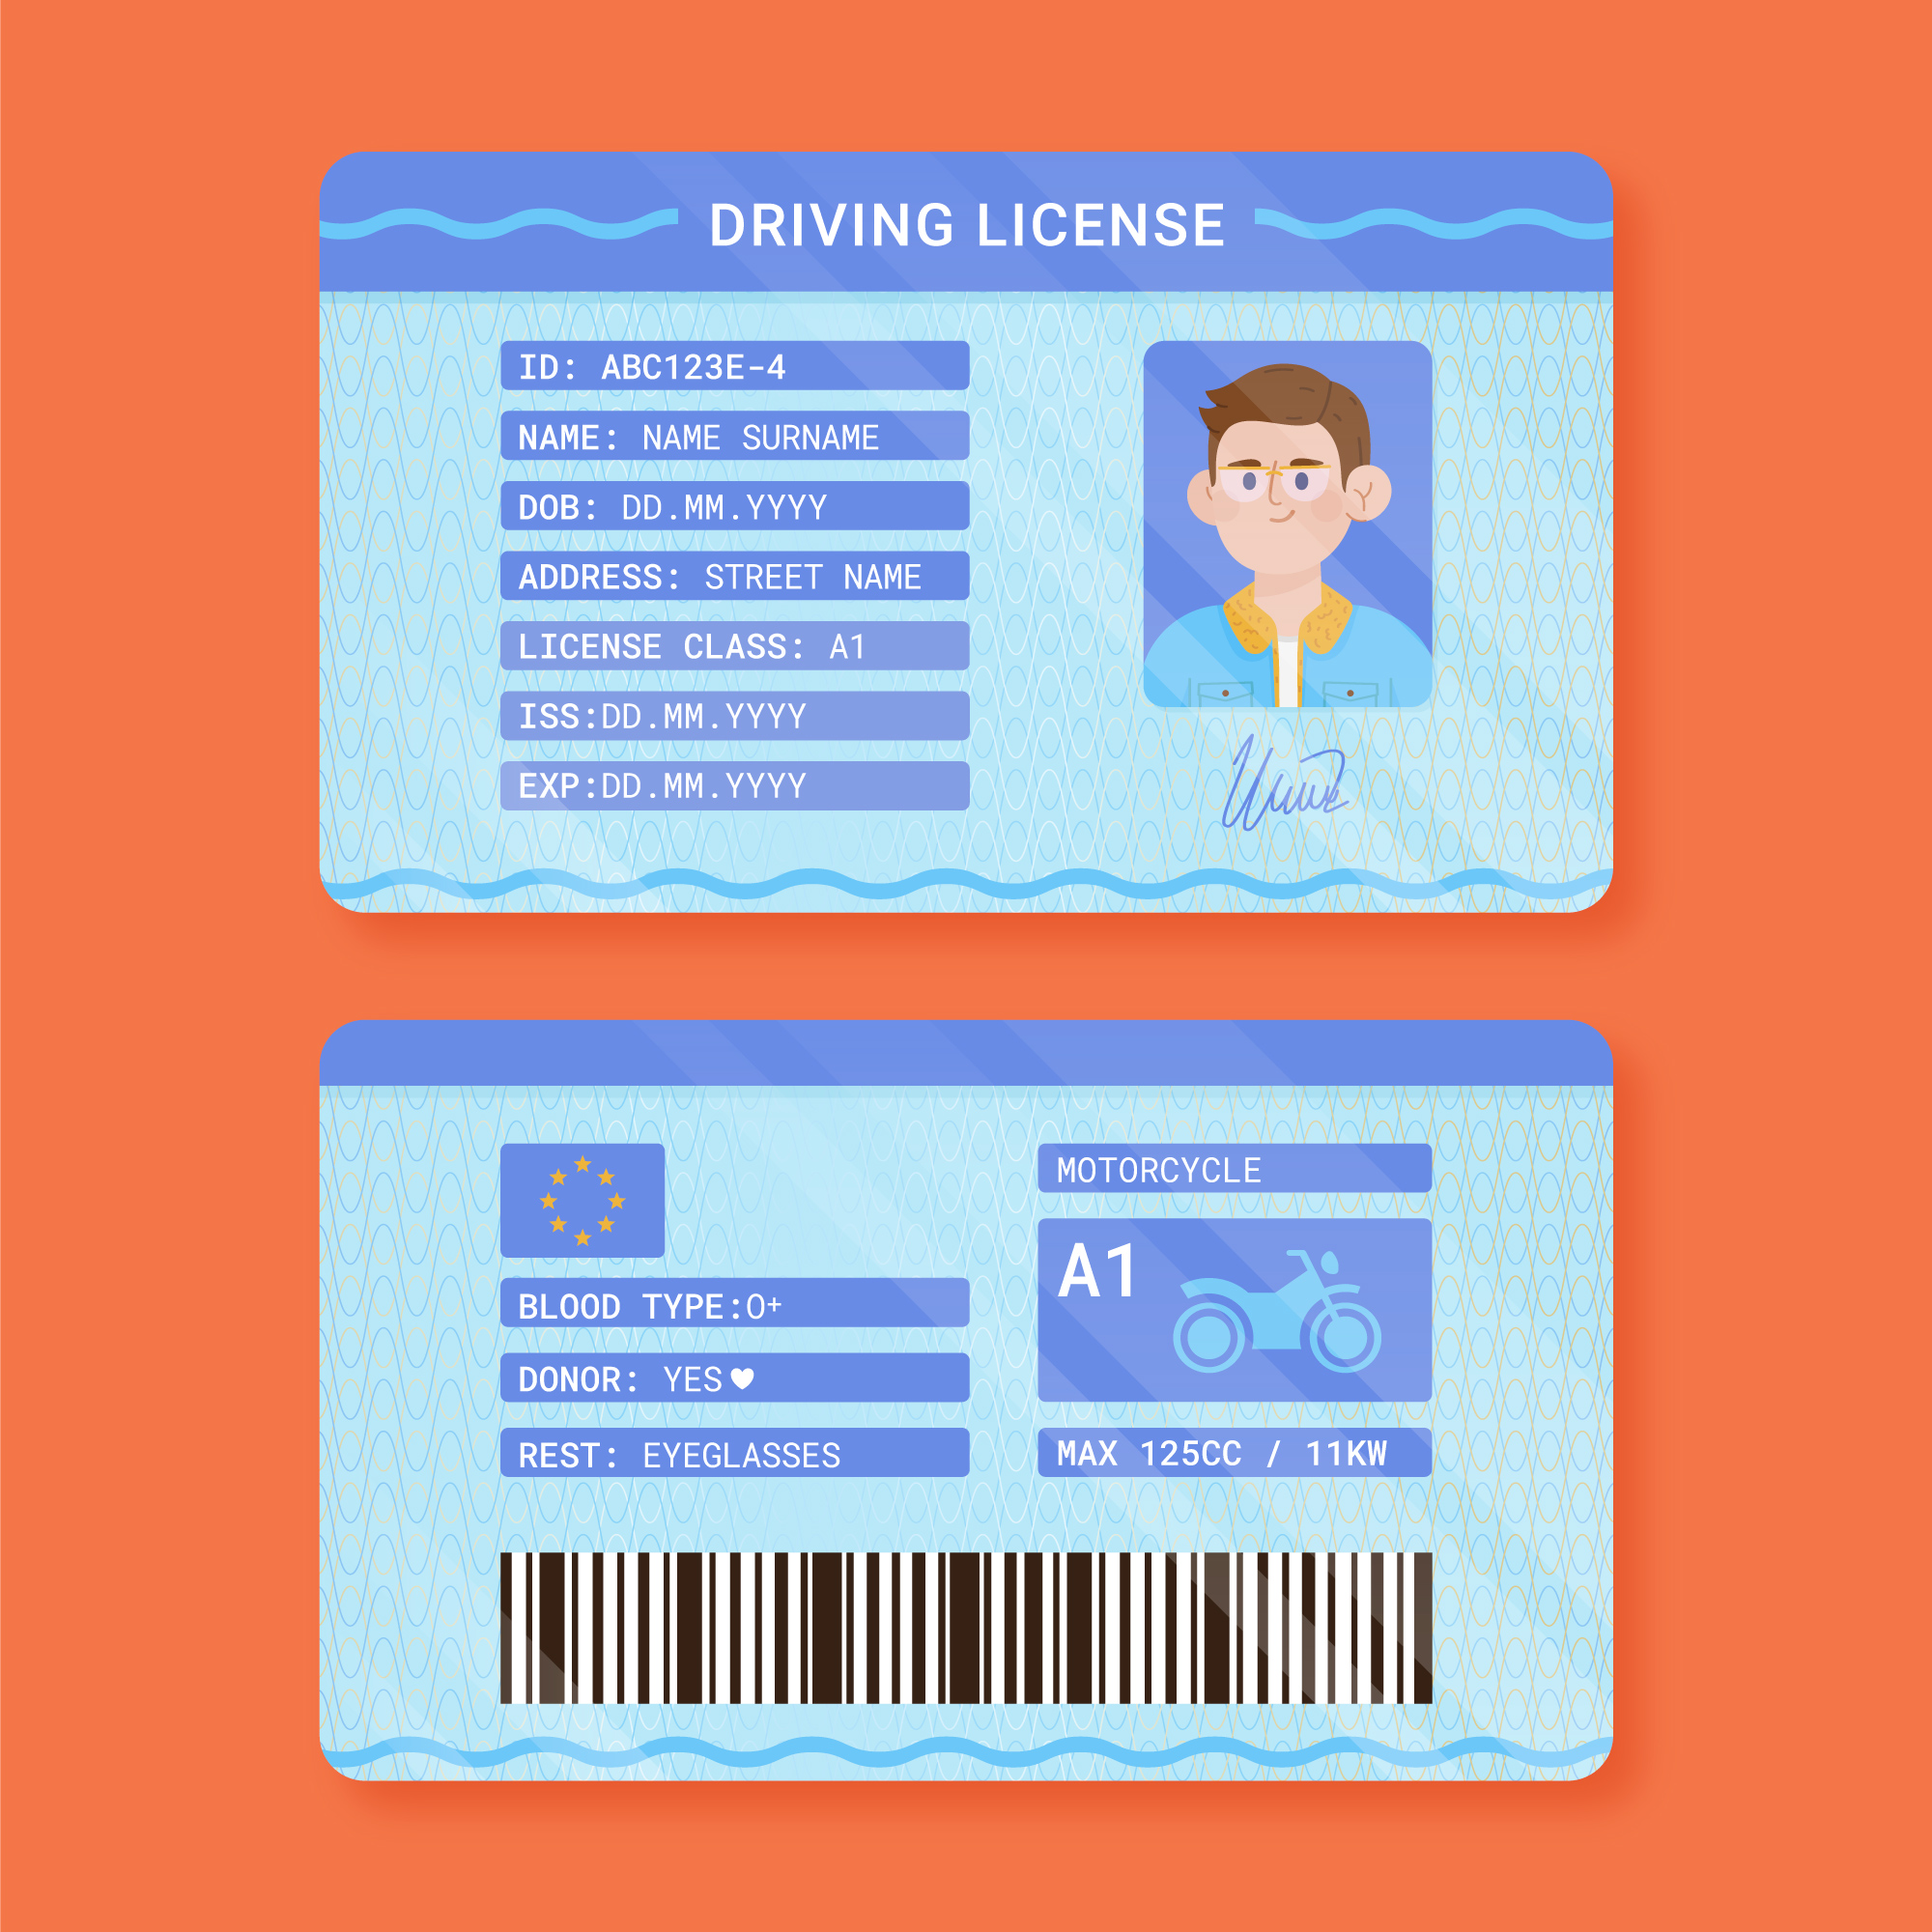 DRIVING LICENSE
ID: ABC123E-4
NAME: NAME SURNAME
DOB: DD.MM.YYYY
ADDRESS: STREET NAME
LICENSE CLASS: A1
ISS:DD.MM.YYYY
EXP:DD.MM.YYYY
BLOOD TYPE:O+
DONOR: YES
REST: EYEGLASSES
MOTORCYCLE
A1
MAX 125CC / 11KW